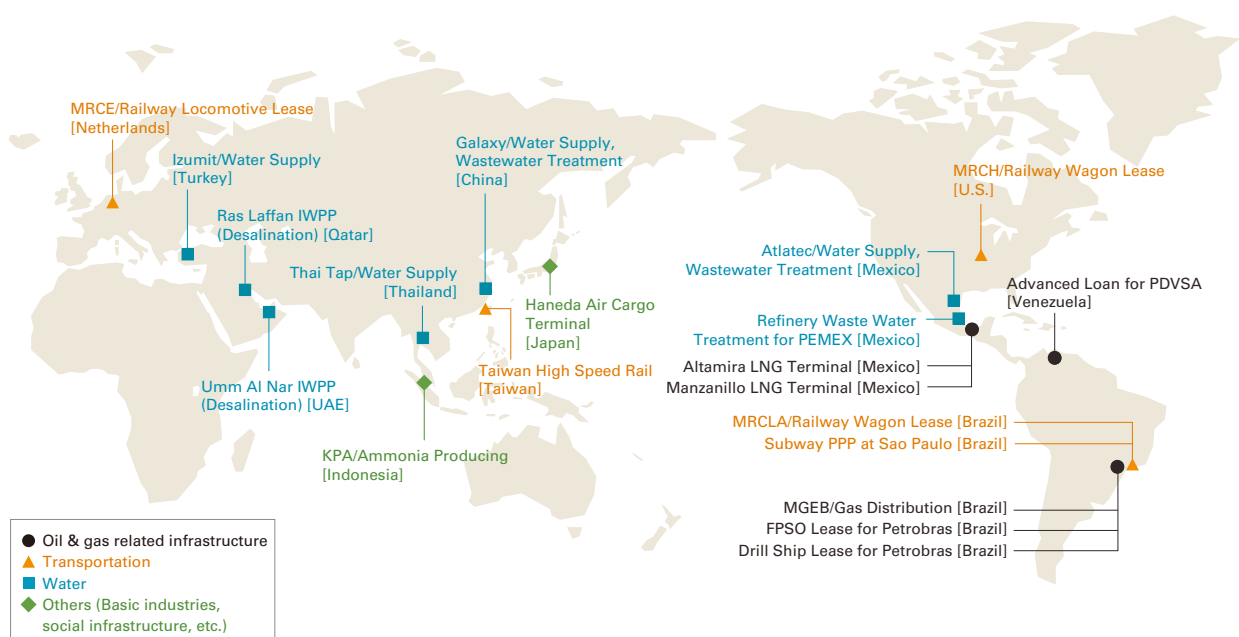 MRCE/Railway Locomotive Lease
[Netherlands]
Izumit/Water Supply
[Turkey]
Ras Laffan IWPP
(Desalination) [Qatar]
Umm Al Nar IWPP
(Desalination) [UAE]
Thai Tap/Water Supply
[Thailand]
Galaxy/Water Supply,
Wastewater Treatment
[China]
Haneda Air Cargo
Terminal
[Japan]
Taiwan High Speed Rail
[Taiwan]
KPA/Ammonia Producing
[Indonesia]
MRCH/Railway Wagon Lease
[U.S.]
Atlatec/Water Supply,
Wastewater Treatment [Mexico]
Refinery Waste Water
Treatment for PEMEX [Mexico]
Altamira LNG Terminal [Mexico]
Manzanillo LNG Terminal [Mexico]
Advanced Loan for PDVSA
[Venezuela]
MRCLA/Railway Wagon Lease [Brazil]
Subway PPP at Sao Paulo [Brazil]
MGEB/Gas Distribution [Brazil]
FPSO Lease for Petrobras [Brazil]
Drill Ship Lease for Petrobras [Brazil]
Oil & gas related infrastructure
Transportation
Water
Others (Basic industries,
social infrastructure, etc.)